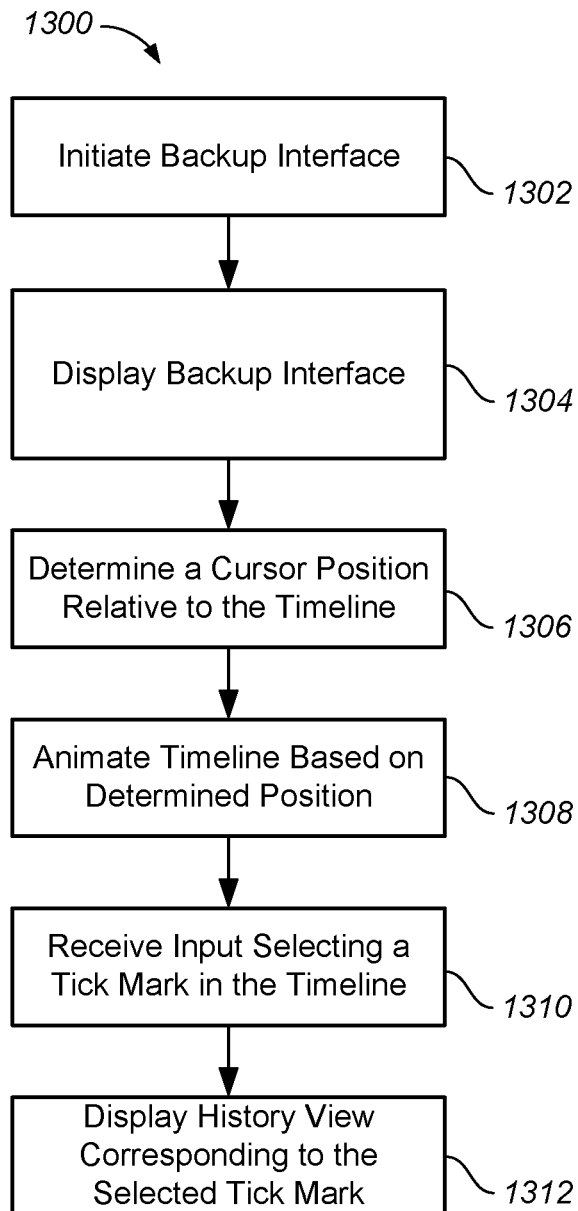 1300
Initiate Backup Interface
1302
Display Backup Interface
1304
Determine a Cursor Position
Relative to the Timeline
1306
Animate Timeline Based on
Determined Position
1308
Receive Input Selecting a
Tick Mark in the Timeline
1310
Display History View
Corresponding to the
Selected Tick Mark
1312